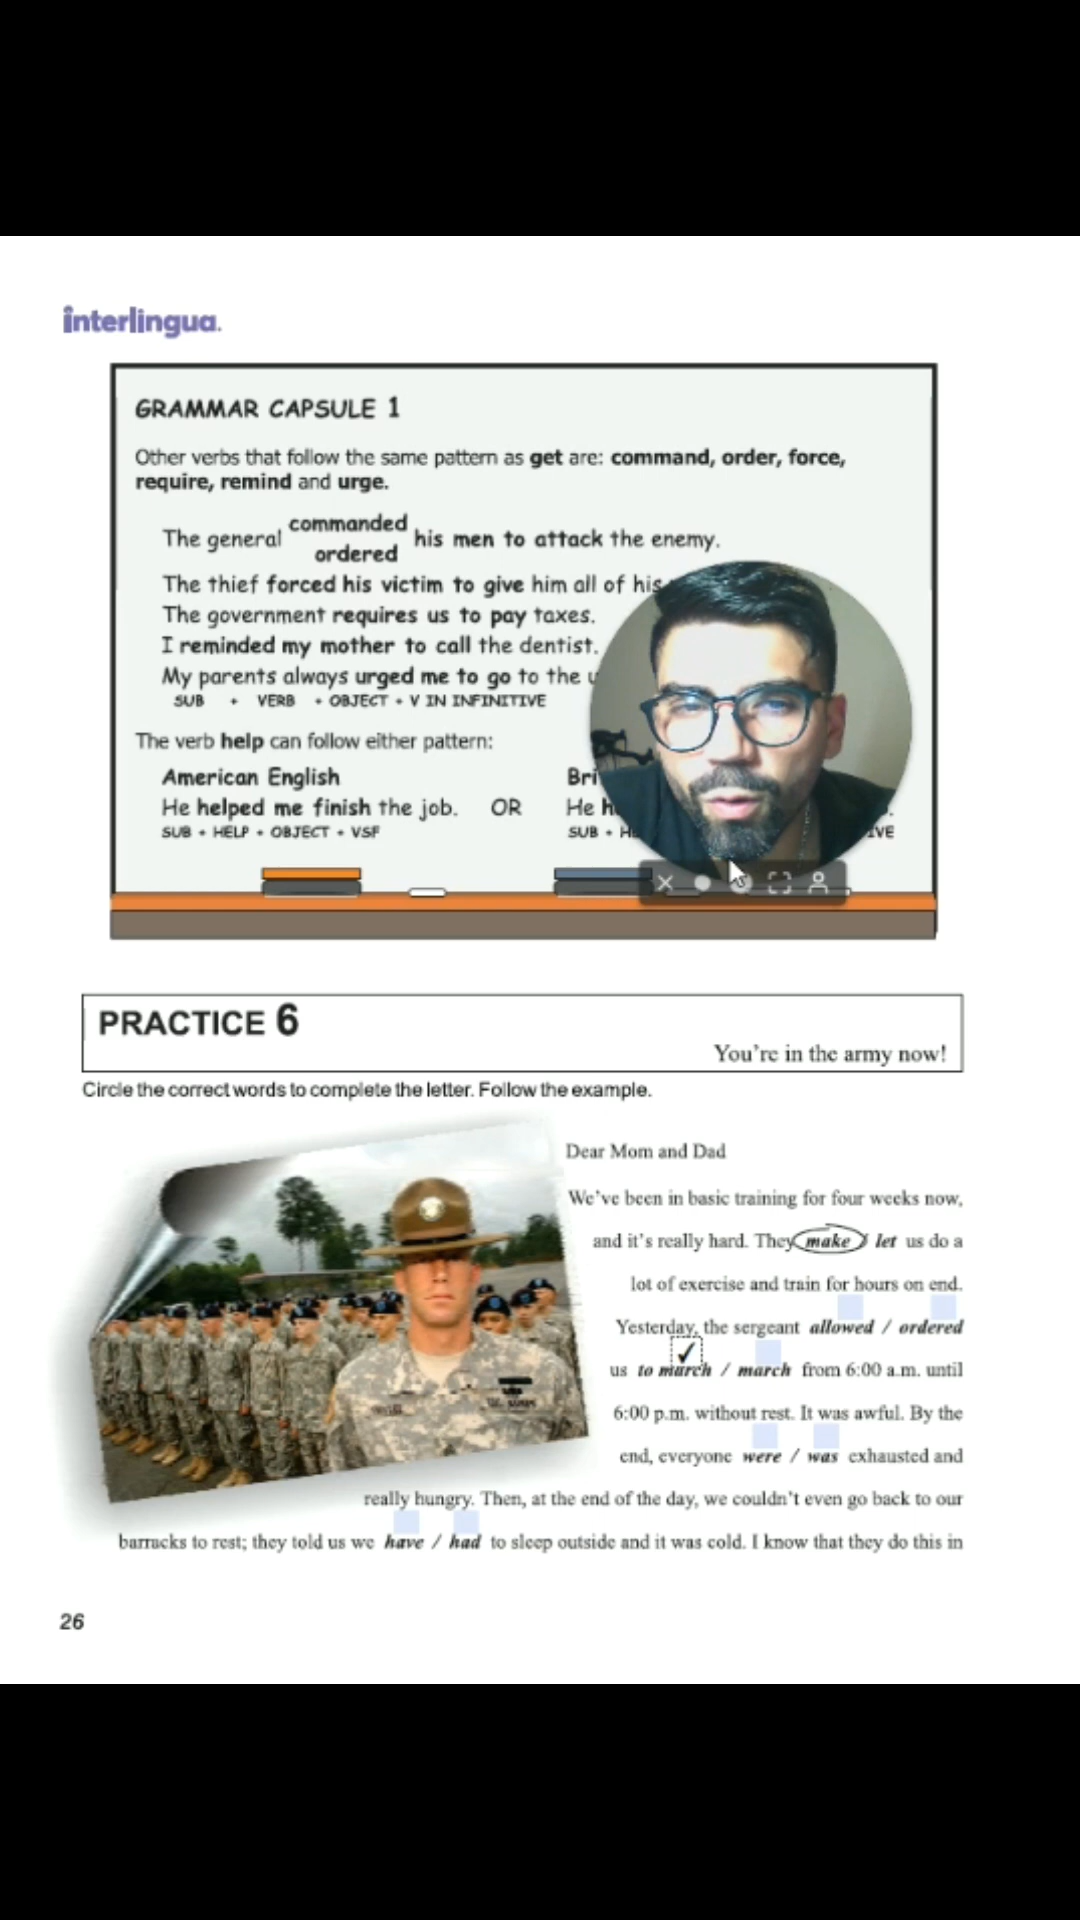 interlingua.
GRAMMAR CAPSULE 1
Other verbs that follow the same pattern as get are: command, order, force,
require, remind and urge.
The general commanded his men to attack the enemy.
ordered
The thief forced his victim to give him all of his
The government requires us to pay taxes.
I reminded my mother to call the dentist.
My parents always urged me to go to the
SUB + VERB + OBJECT + V IN INFINITIVE
The verb help can follow either pattern:
American English
He helped me finish the job. OR He
SUB + HELP + OBJECT + VSF SUB +
PRACTICE 6
You're in the army now!
Circle the correct words to complete the letter. Follow the example.
Dear Mom and Dad
We've been in basic training for four weeks now,
and it's really hard. They make / let us do a
lot of exercise and train for hours on end.
Yesterday, the sergeant allowed / ordered
us to march / march from 6:00 a.m. until
6:00 p.m. without rest. It was awful. By the
end, everyone were / was exhausted and
really hungry. Then, at the end of the day, we couldn't even go back to our
barracks to rest; they told us we have / had to sleep outside and it was cold. I know that they do this in
26